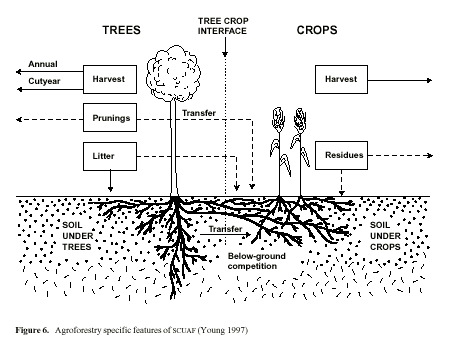 TREES
TREE CROP
INTERFACE
CROPS
Annual
Cutyear
Harvest
Harvest
Prunings
Transfer
Litter
Residues
SOIL
UNDER
TREES
Transfer
SOIL
UNDER
CROPS
Below-ground
competition
Figure 6. Agroforestry specific features of SCUAF (Young 1997)